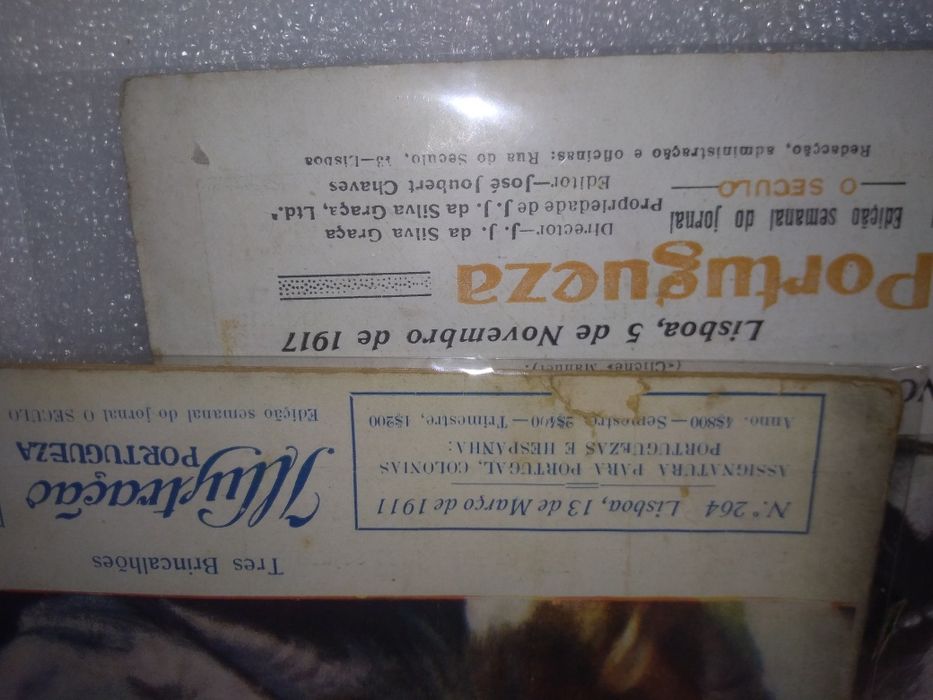 Tres Brincalhões
Illustração
PORTUGUEZA
Edição semanal do jornal O SECULO
N.º 264 Lisboa, 13 de Março de 1911
ASSIGNATURA PARA PORTUGAL, COLONIAS
PORTUGUEZAS E HESPANHA:
Anno, 4$800—Semestre, 2$400—Trimestre, 1$200
(«Cliché» Manuel).
Lisboa, 5 de Novembro de 1917
Portugueza
Director—J. J. da Silva Graça
Propriedade de J. J. da Silva Graça, Ltd.ª
Editor—José Joubert Chaves
Edição semanal do jornal
O SECULO
Redacção, administração e oficinas: Rua do Seculo, 43—Lisboa